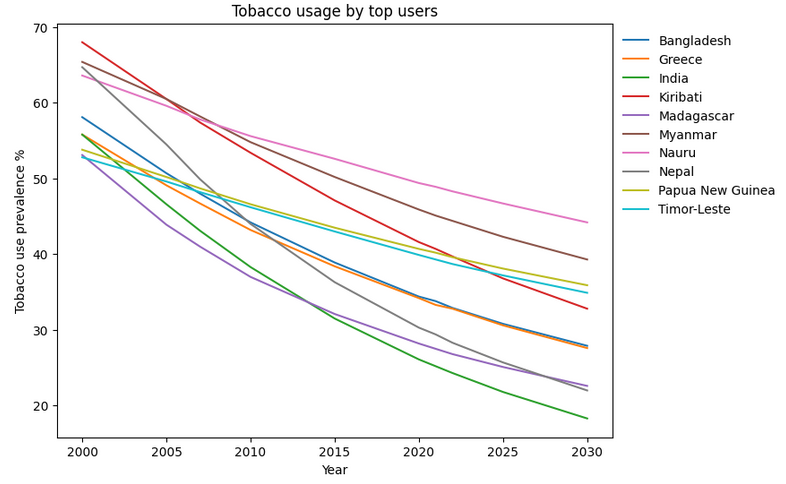 Tobacco usage by top users
70
60
50
40
30
20
Tobacco use prevalence %
2000 2005 2010 2015 2020 2025 2030
Year
Bangladesh
Greece
India
Kiribati
Madagascar
Myanmar
Nauru
Nepal
Papua New Guinea
Timor-Leste